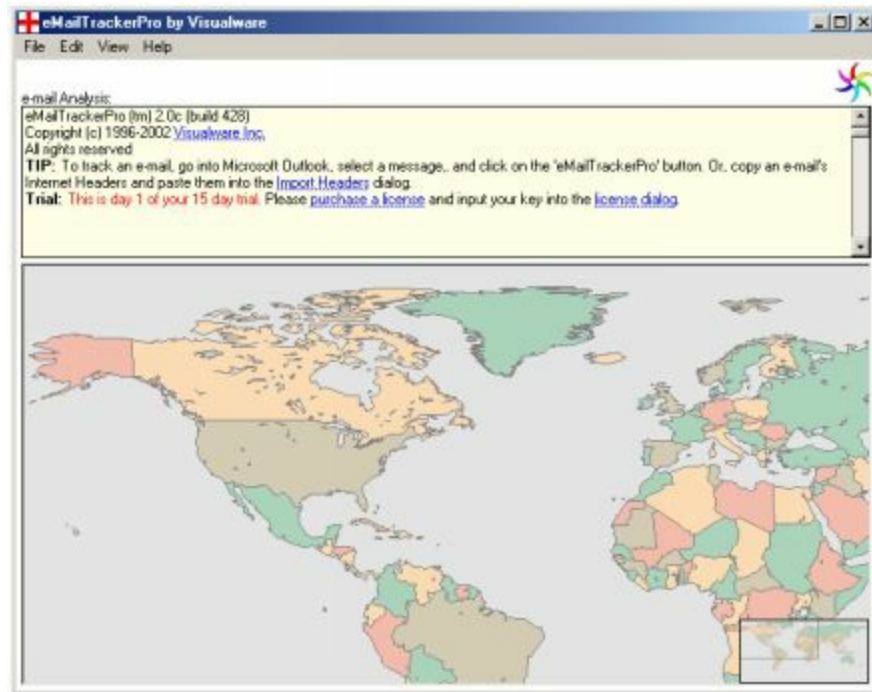 eMailTrackerPro by Visualware
File Edit View Help
e-mail Analysis:
eMailTrackerPro (tm) 2.0c (build 428)
Copyright (c) 1996-2002 Visualware Inc.
All rights reserved
TIP: To track an e-mail, go into Microsoft Outlook, select a message, and click on the 'eMailTrackerPro' button. Or, copy an e-mail's
Internet Headers and paste them into the Import Headers dialog.
Trial: This is day 1 of your 15 day trial. Please purchase a license and input your key into the license dialog.